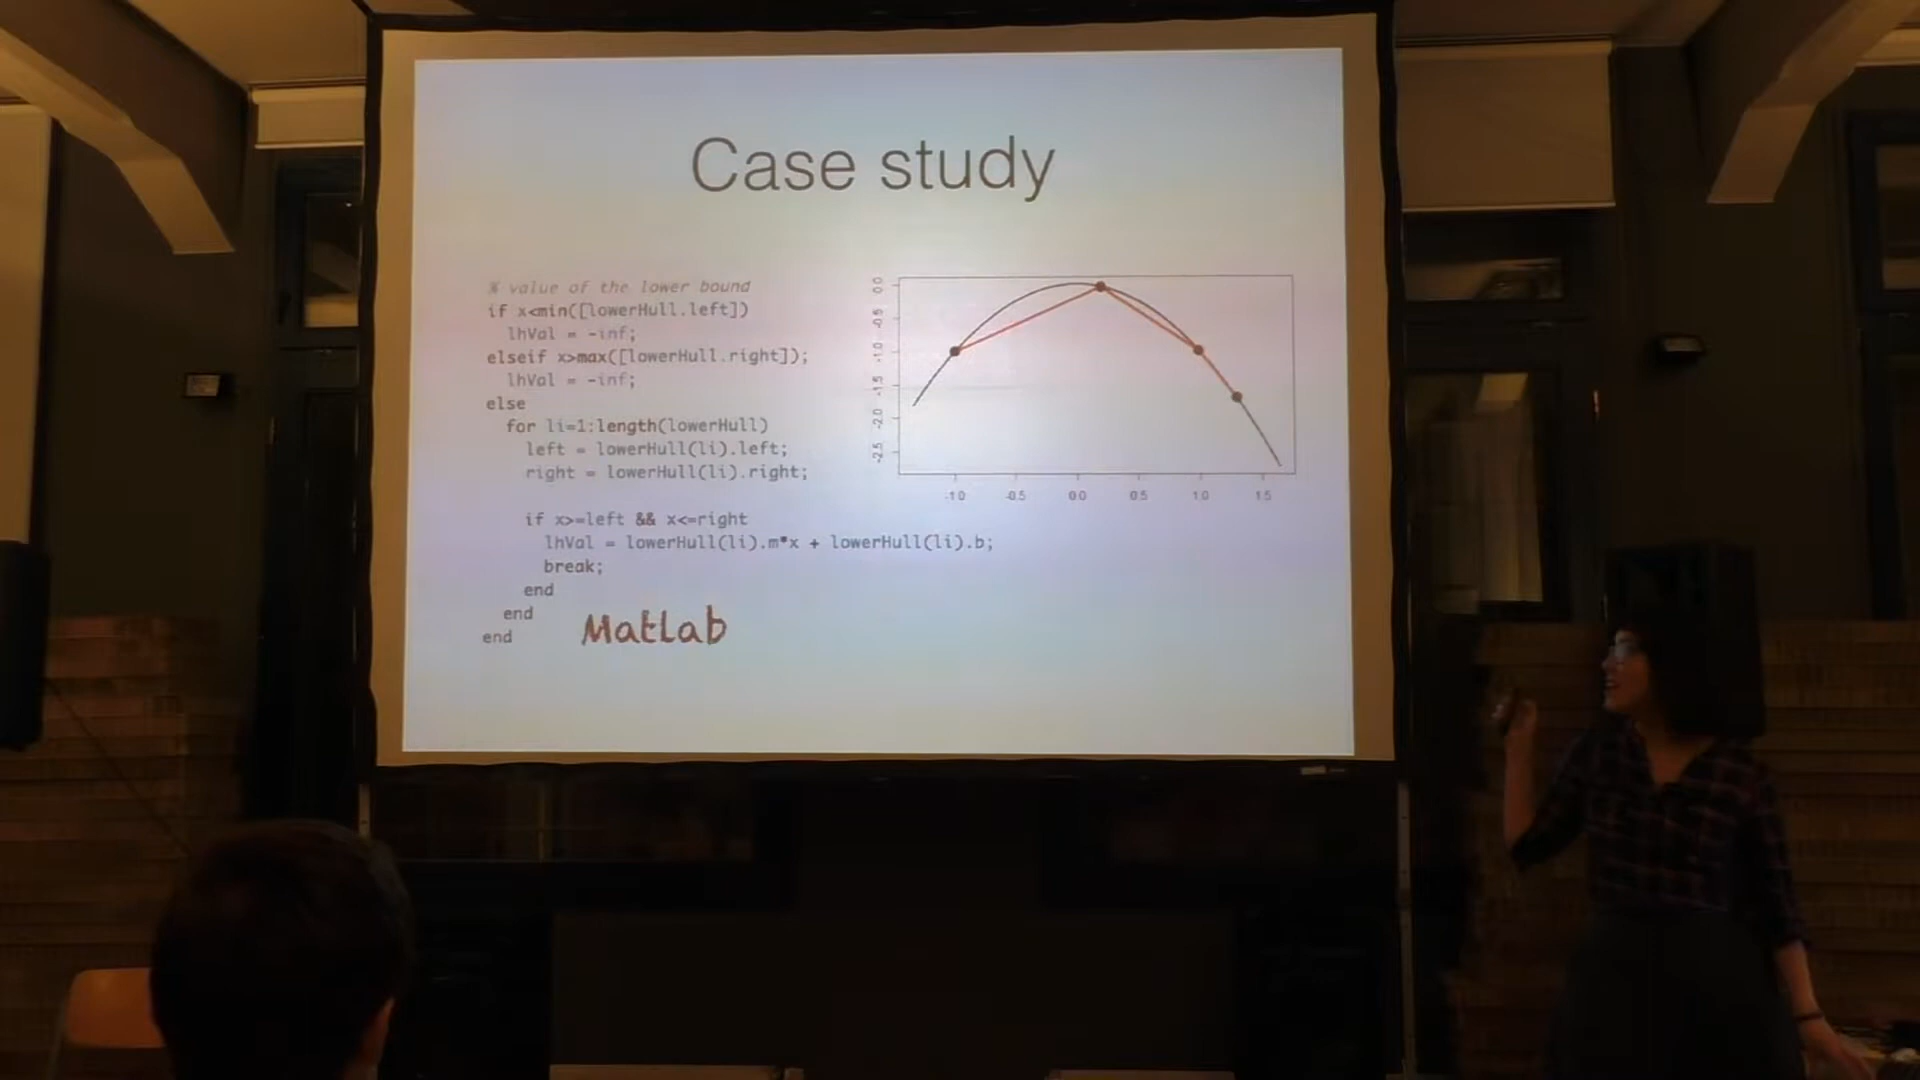 Case study
% value of the lower bound
if x<min([lowerHull.left])
lhVal = -inf;
elseif x>max([lowerHull.right]);
lhVal = -inf;
else
for li=1:length(lowerHull)
left = lowerHull(li).left;
right = lowerHull(li).right;
if x>=left && x<=right
lhVal = lowerHull(li).m*x + lowerHull(li).b;
break;
end
end
end
Matlab
0.0
-0.5
-1.0
-1.5
-2.0
-2.5
-1.0 -0.5 0.0 0.5 1.0 1.5